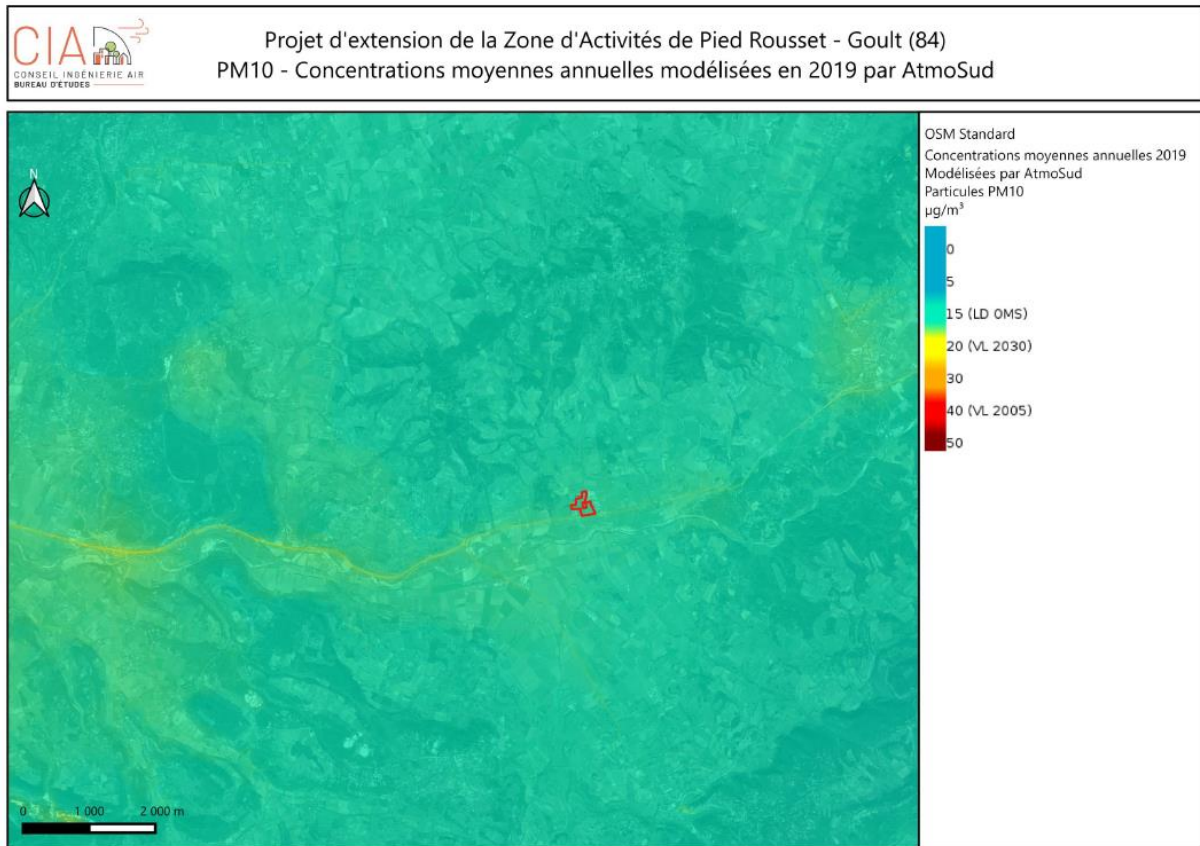 CIA
CONSEIL INGÉNIERIE AIR
BUREAU D'ÉTUDES
Projet d'extension de la Zone d'Activités de Pied Rousset - Goult (84)
PM10 - Concentrations moyennes annuelles modélisées en 2019 par AtmoSud
N
OSM Standard
Concentrations moyennes annuelles 2019
Modélisées par AtmoSud
Particules PM10
µg/m³
0
5
15 (LD OMS)
20 (VL 2030)
30
40 (VL 2005)
50
0 1 000 2 000 m